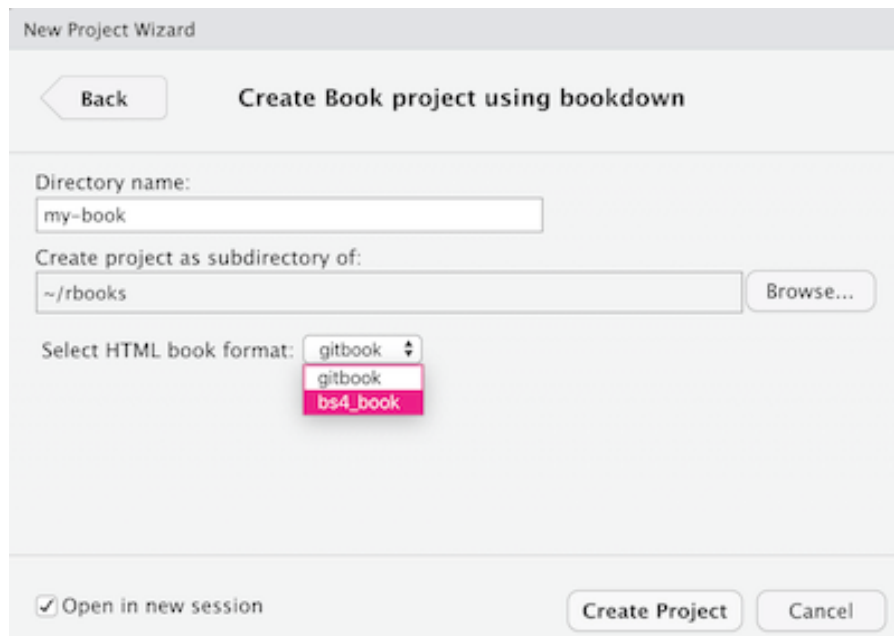 New Project Wizard
Back
Create Book project using bookdown
Directory name:
my-book
Create project as subdirectory of:
~/rbooks
Browse...
Select HTML book format: gitbook
gitbook
bs4_book
Open in new session
Create Project
Cancel